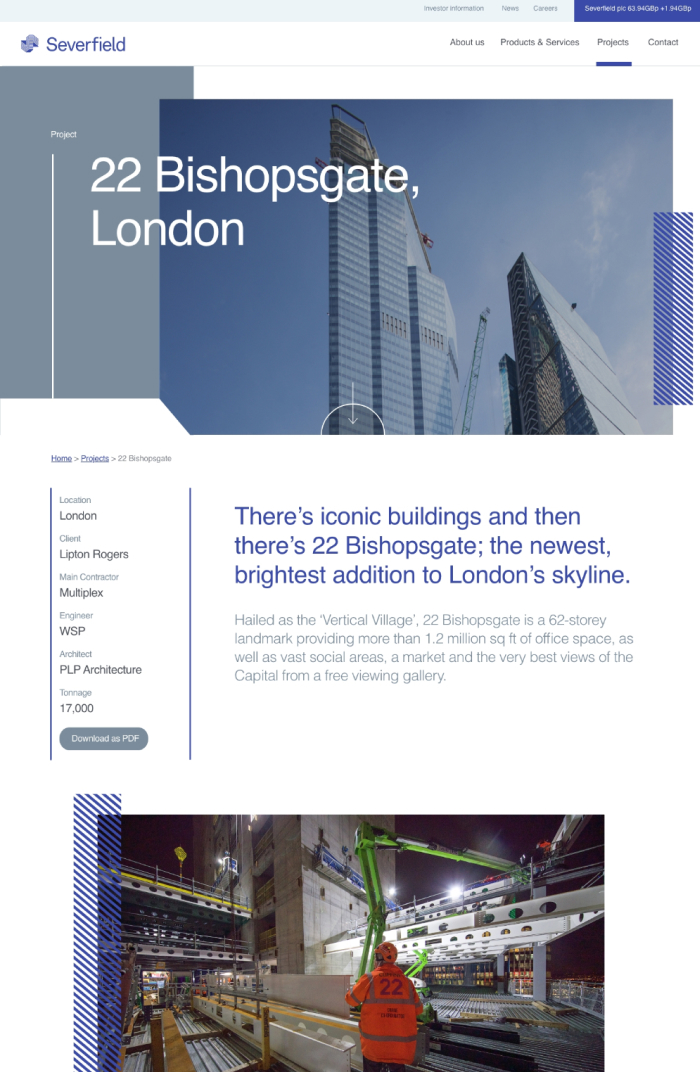 Investor Information News Careers Severfield plc 63.94GBp +1.94GBp
Severfield
About us Products & Services Projects Contact
Project
22 Bishopsgate,
London
Home > Projects > 22 Bishopsgate
Location
London
Client
Lipton Rogers
Main Contractor
Multiplex
Engineer
WSP
Architect
PLP Architecture
Tonnage
17,000
Download as PDF
There’s iconic buildings and then
there’s 22 Bishopsgate; the newest,
brightest addition to London’s skyline.
Hailed as the ‘Vertical Village’, 22 Bishopsgate is a 62-storey
landmark providing more than 1.2 million sq ft of office space, as
well as vast social areas, a market and the very best views of the
Capital from a free viewing gallery.
22